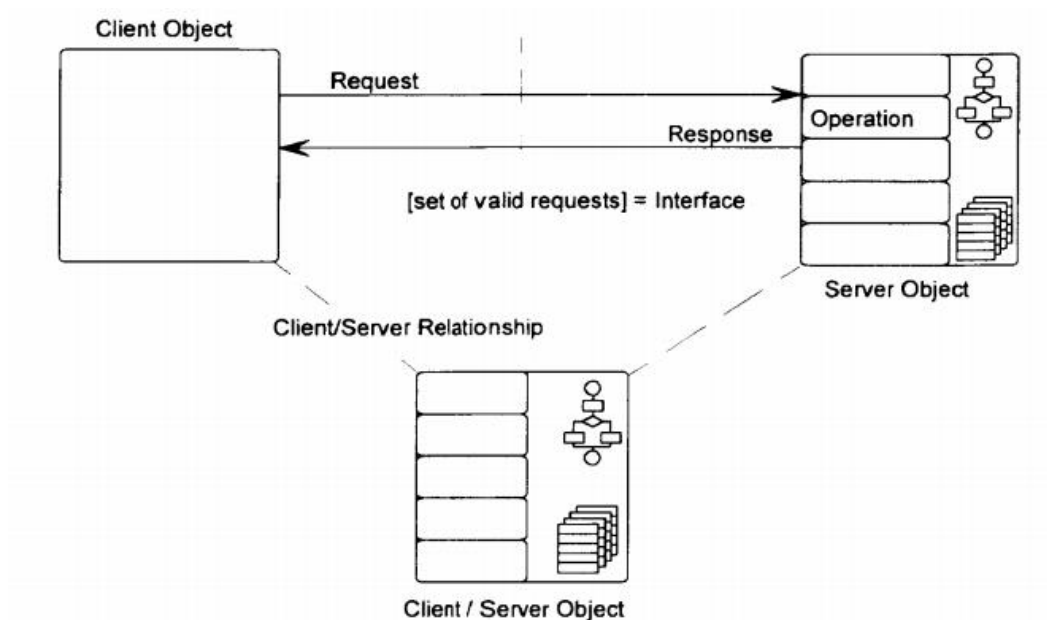 Client Object
Request
Operation
Response
[set of valid requests] = Interface
Server Object
Client/Server Relationship
Client / Server Object